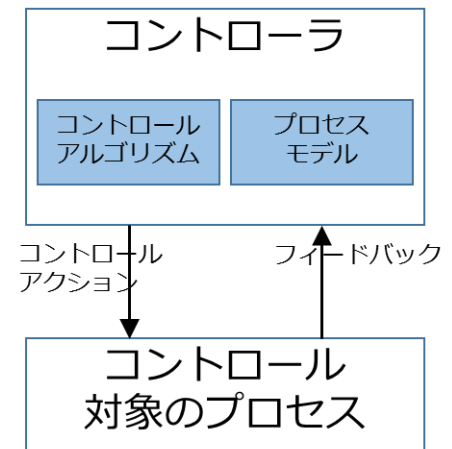 コントローラ
コントロール
アルゴリズム
プロセス
モデル
コントロール
アクション
フィードバック
コントロール
対象のプロセス